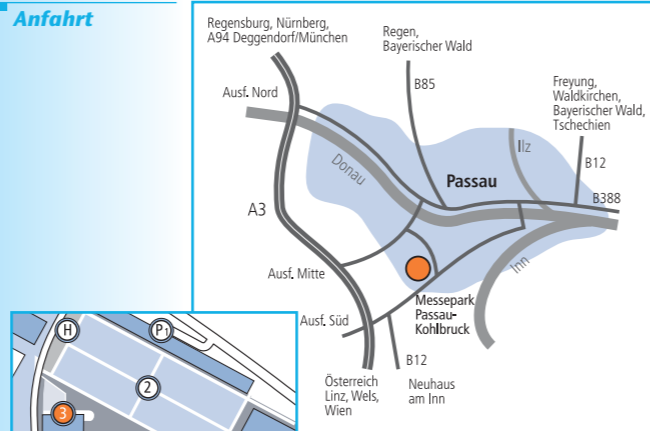 Anfahrt
Regensburg, Nürnberg,
A94 Deggendorf/München
Regen,
Bayerischer Wald
Ausf. Nord
B85
Freyung,
Waldkirchen,
Bayerischer Wald,
Tschechien
Ilz
Donau
Passau
B12
B388
A3
Inn
Ausf. Mitte
Messepark
Passau-
Kohlbruck
Ausf. Süd
B12
Österreich
Linz, Wels,
Wien
Neuhaus
am Inn
H
P1
2
3